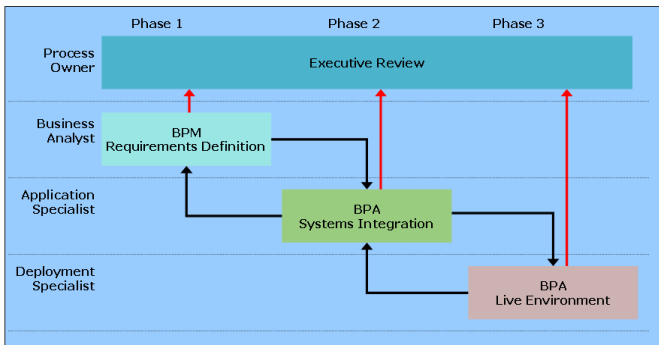 Phase 1
Phase 2
Phase 3
Process
Owner
Executive Review
Business
Analyst
BPM
Requirements Definition
Application
Specialist
BPA
Systems Integration
Deployment
Specialist
BPA
Live Environment